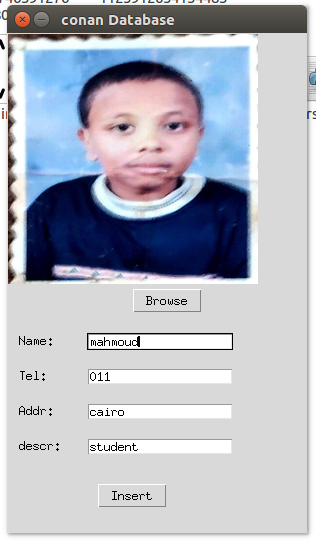 conan Database
Browse
Name: mahmoud
Tel: 011
Addr: cairo
descr: student
Insert